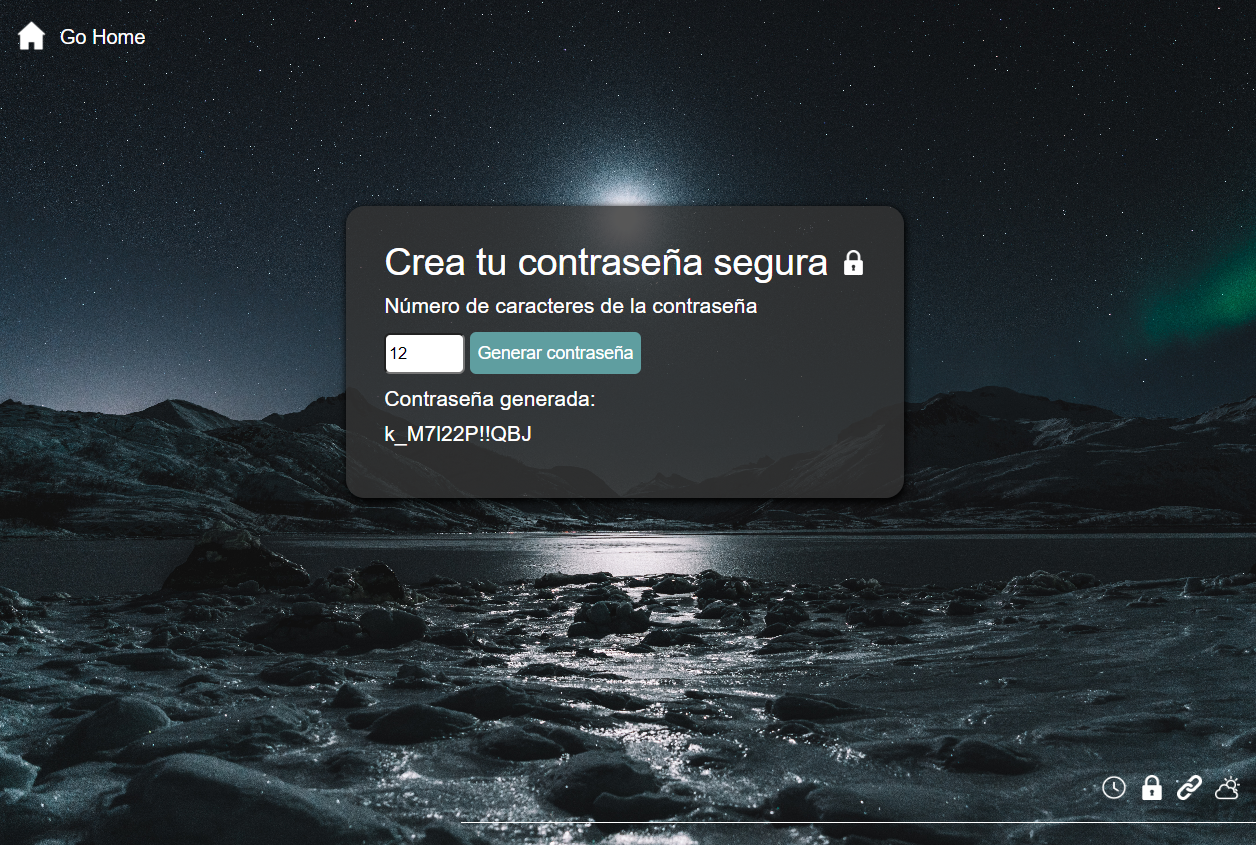 Go Home
Crea tu contraseña segura
Número de caracteres de la contraseña
12
Generar contraseña
Contraseña generada:
k_M7l22P!!QBJ